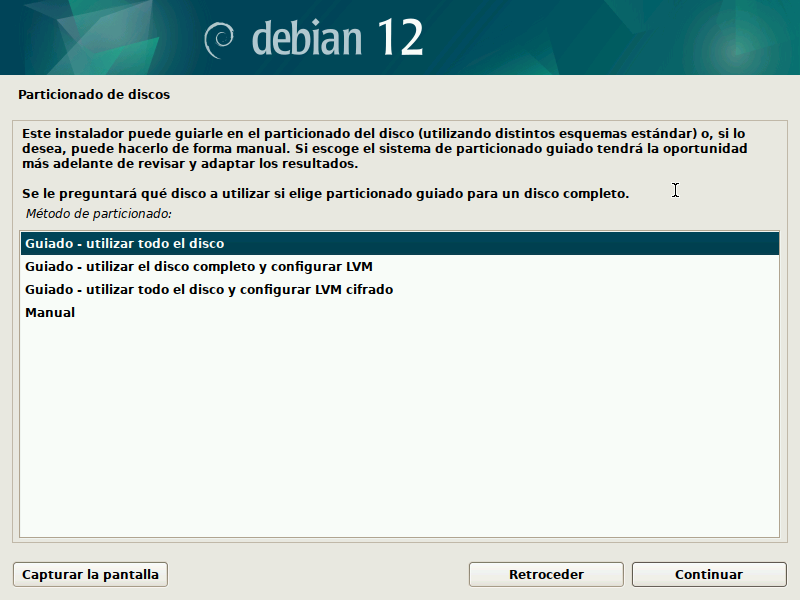 debian 12
Particionado de discos
Este instalador puede guiarle en el particionado del disco (utilizando distintos esquemas estándar) o, si lo
desea, puede hacerlo de forma manual. Si escoge el sistema de particionado guiado tendrá la oportunidad
más adelante de revisar y adaptar los resultados.
Se le preguntará qué disco a utilizar si elige particionado guiado para un disco completo.
Método de particionado:
Guiado - utilizar todo el disco
Guiado - utilizar el disco completo y configurar LVM
Guiado - utilizar todo el disco y configurar LVM cifrado
Manual
Capturar la pantalla
Retroceder
Continuar